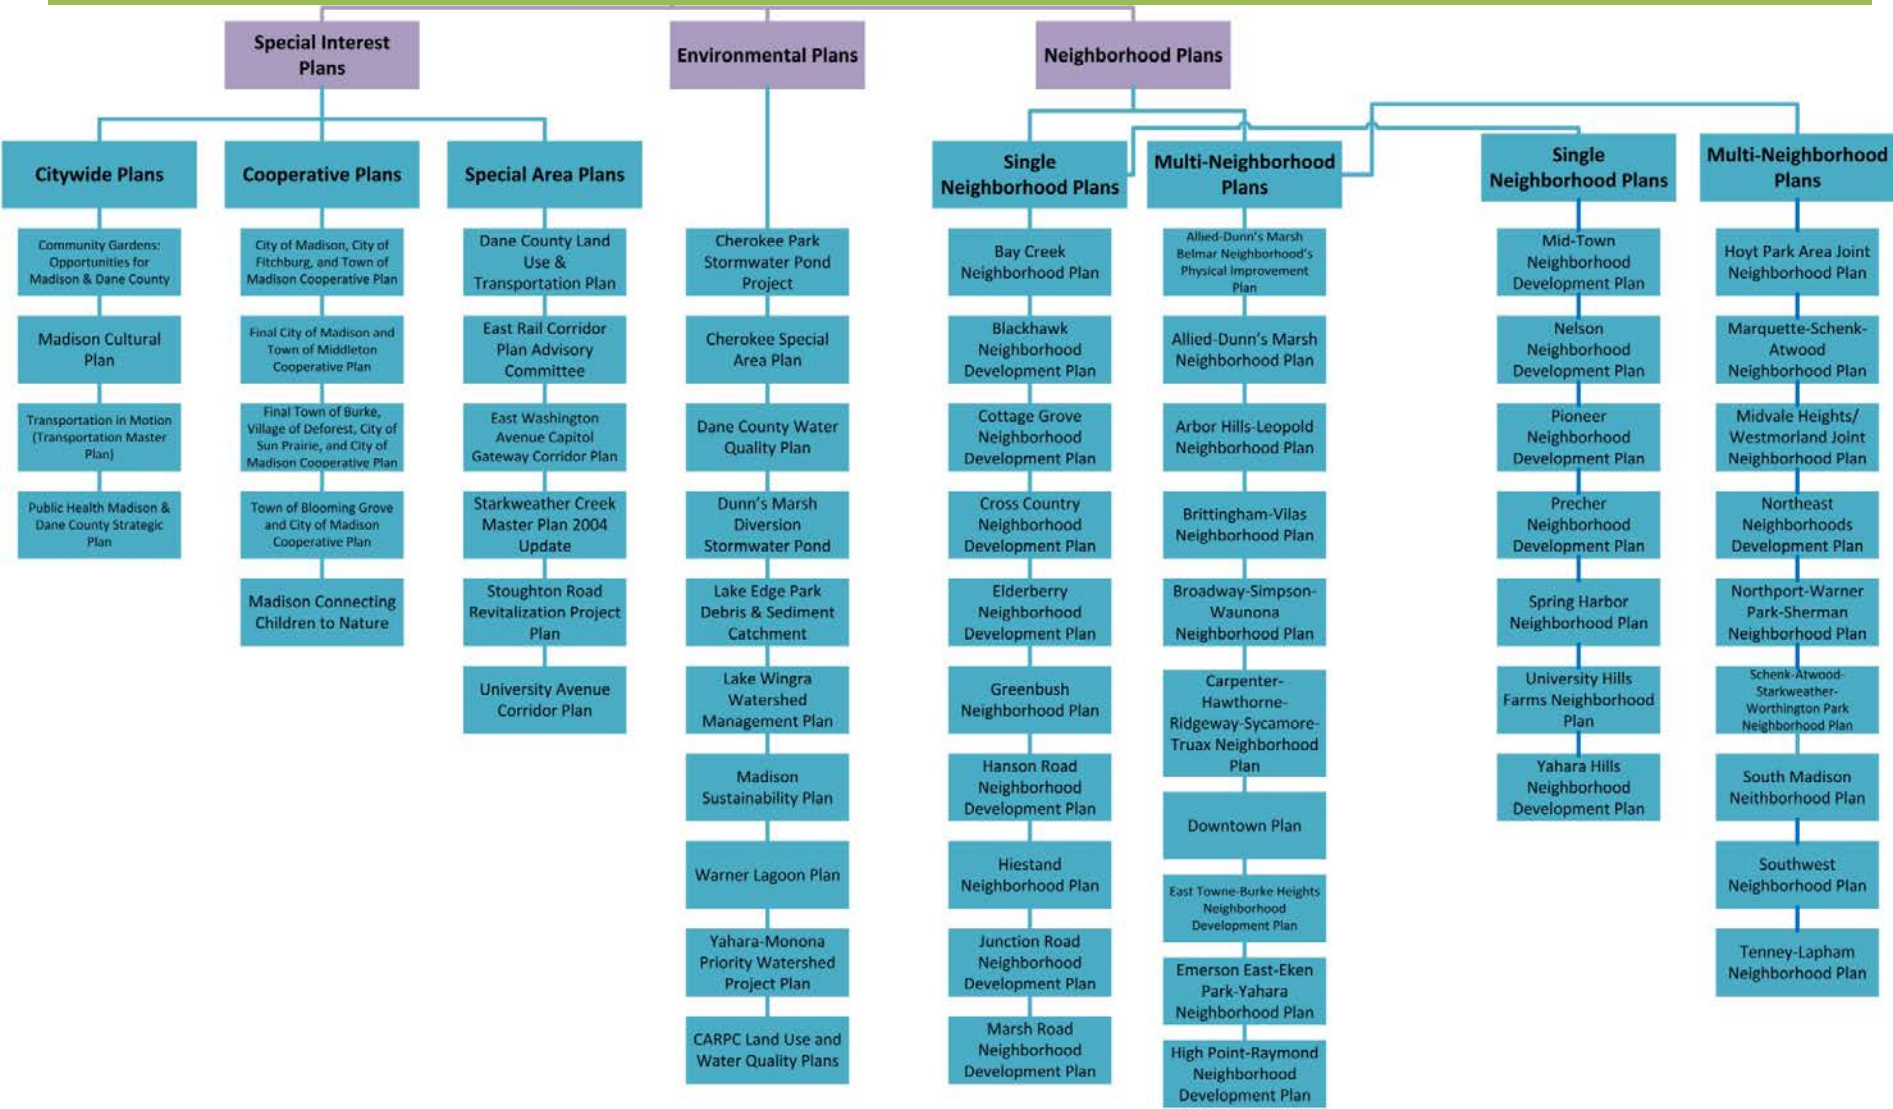 Special Interest
Plans
Environmental Plans
Neighborhood Plans
Citywide Plans
Community Gardens:
Opportunities for
Madison & Dane County
Madison Cultural
Plan
Transportation in Motion
(Transportation Master
Plan)
Public Health Madison &
Dane County Strategic
Plan
Cooperative Plans
City of Madison, City of
Fitchburg, and Town of
Madison Cooperative Plan
Final City of Madison and
Town of Middleton
Cooperative Plan
Final Town of Burke,
Village of Deforest, City of
Sun Prairie, and City of
Madison Cooperative Plan
Town of Blooming Grove
and City of Madison
Cooperative Plan
Madison Connecting
Children to Nature
Special Area Plans
Dane County Land
Use &
Transportation Plan
East Rail Corridor
Plan Advisory
Committee
East Washington
Avenue Capitol
Gateway Corridor Plan
Starkweather Creek
Master Plan 2004
Update
Stoughton Road
Revitalization Project
Plan
University Avenue
Corridor Plan
Cherokee Park
Stormwater Pond
Project
Cherokee Special
Area Plan
Dane County Water
Quality Plan
Dunn's Marsh
Diversion
Stormwater Pond
Lake Edge Park
Debris & Sediment
Catchment
Lake Wingra
Watershed
Management Plan
Madison
Sustainability Plan
Warner Lagoon Plan
Yahara-Monona
Priority Watershed
Project Plan
CARPC Land Use and
Water Quality Plans
Single
Neighborhood Plans
Bay Creek
Neighborhood Plan
Blackhawk
Neighborhood
Development Plan
Cottage Grove
Neighborhood
Development Plan
Cross Country
Neighborhood
Development Plan
Elderberry
Neighborhood
Development Plan
Greenbush
Neighborhood Plan
Hanson Road
Neighborhood
Development Plan
Hiestand
Neighborhood Plan
Junction Road
Neighborhood
Development Plan
Marsh Road
Neighborhood
Development Plan
Multi-Neighborhood
Plans
Allied-Dunn's Marsh
Belmar Neighborhood's
Physical Improvement
Plan
Allied-Dunn's Marsh
Neighborhood Plan
Arbor Hills-Leopold
Neighborhood Plan
Brittingham-Vilas
Neighborhood Plan
Broadway-Simpson-
Waunona
Neighborhood Plan
Carpenter-
Hawthorne-
Ridgeway-Sycamore-
Truax Neighborhood
Plan
Downtown Plan
East Towne-Burke Heights
Neighborhood
Development Plan
Emerson East-Eken
Park-Yahara
Neighborhood Plan
High Point-Raymond
Neighborhood
Development Plan
Single
Neighborhood Plans
Mid-Town
Neighborhood
Development Plan
Nelson
Neighborhood
Development Plan
Pioneer
Neighborhood
Development Plan
Precher
Neighborhood
Development Plan
Spring Harbor
Neighborhood Plan
University Hills
Farms Neighborhood
Plan
Yahara Hills
Neighborhood
Development Plan
Multi-Neighborhood
Plans
Hoyt Park Area Joint
Neighborhood Plan
Marquette-Schenk-
Atwood
Neighborhood Plan
Midvale Heights/
Westmorland Joint
Neighborhood Plan
Northeast
Neighborhoods
Development Plan
Northport-Warner
Park-Sherman
Neighborhood Plan
Schenk-Atwood-
Starkweather-
Worthington Park
Neighborhood Plan
South Madison
Neithborhood Plan
Southwest
Neighborhood Plan
Tenney-Lapham
Neighborhood Plan